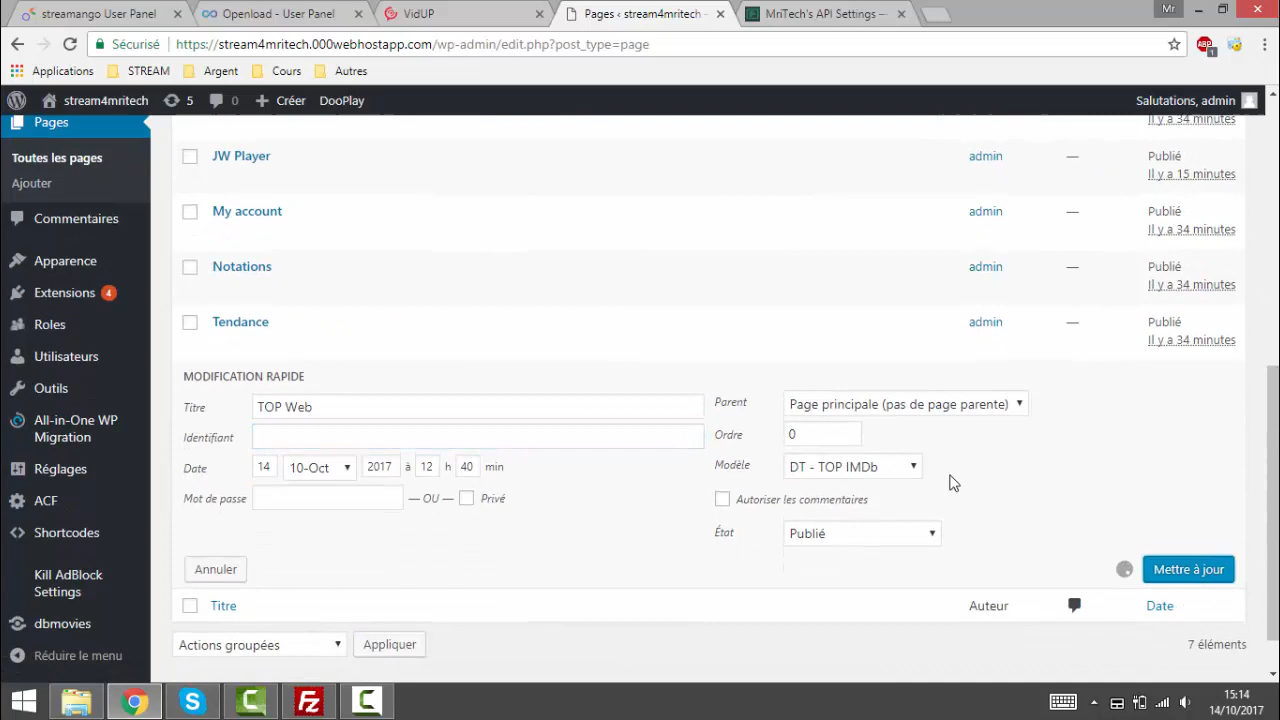 streamango User Panel
Openload - User Panel
VidUP
Pages ‹ stream4mritech -
MriTech's API Settings —
Mr
Sécurisé https://stream4mritech.000webhostapp.com/wp-admin/edit.php?post_type=page
ABP
1
Applications STREAM Argent Cours Autres
stream4mritech 5 0 Créer DooPlay Salutations, admin
Pages
Il y a 34 minutes
Toutes les pages
JW Player admin — Publié
Il y a 15 minutes
Ajouter
Commentaires
My account admin — Publié
Il y a 34 minutes
Apparence
Notations admin — Publié
Il y a 34 minutes
Extensions 4
Roles
Tendance admin — Publié
Il y a 34 minutes
Utilisateurs
Outils
All-in-One WP
Migration
Réglages
ACF
Shortcodes
Kill AdBlock
Settings
dbmovies
Réduire le menu
MODIFICATION RAPIDE
Titre TOP Web
Identifiant
Date 14 10-Oct 2017 à 12 h 40 min
Mot de passe — OU — Privé
Parent Page principale (pas de page parente)
Ordre 0
Modèle DT - TOP IMDb
Autoriser les commentaires
État Publié
Annuler Mettre à jour
Titre Auteur Date
Actions groupées Appliquer 7 éléments
15:14
14/10/2017